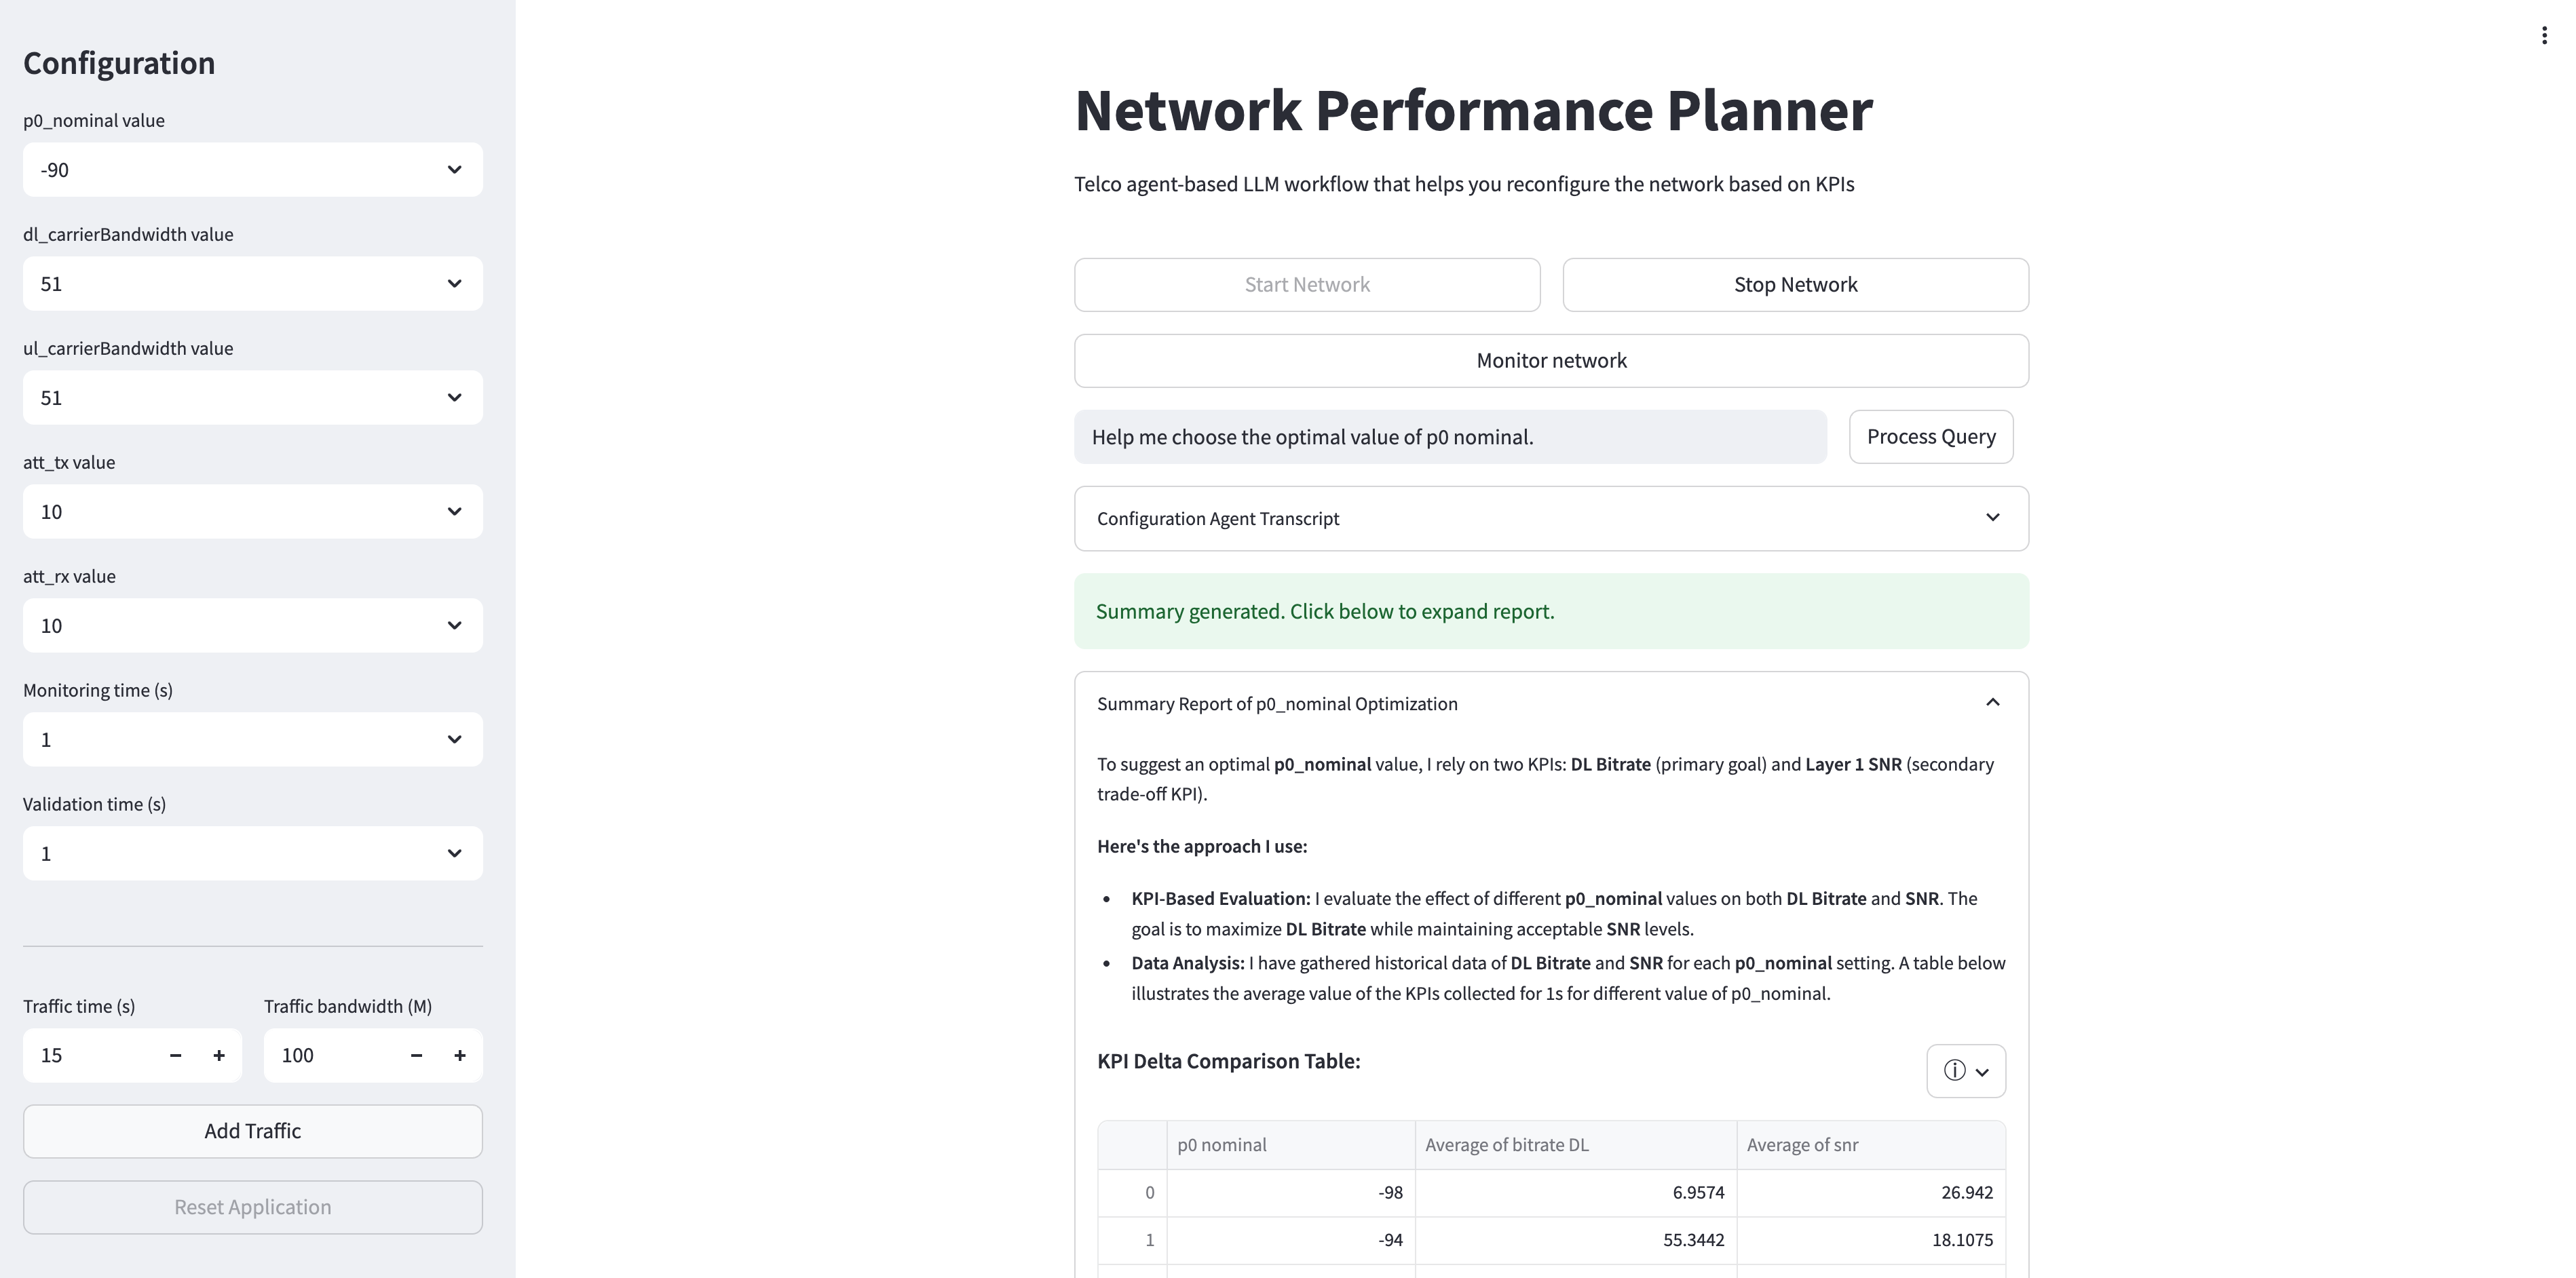 Configuration
p0_nominal value
-90
dl_carrierBandwidth value
51
ul_carrierBandwidth value
51
att_tx value
10
att_rx value
10
Monitoring time (s)
1
Validation time (s)
1
Traffic time (s)
Traffic bandwidth (M)
15 − +
100 − +
Add Traffic
Reset Application
Network Performance Planner
Telco agent-based LLM workflow that helps you reconfigure the network based on KPIs
Start Network
Stop Network
Monitor network
Help me choose the optimal value of p0 nominal.
Process Query
Configuration Agent Transcript
Summary generated. Click below to expand report.
Summary Report of p0_nominal Optimization
To suggest an optimal p0_nominal value, I rely on two KPIs: DL Bitrate (primary goal) and Layer 1 SNR (secondary
trade-off KPI).
Here's the approach I use:
• KPI-Based Evaluation: I evaluate the effect of different p0_nominal values on both DL Bitrate and SNR. The
goal is to maximize DL Bitrate while maintaining acceptable SNR levels.
• Data Analysis: I have gathered historical data of DL Bitrate and SNR for each p0_nominal setting. A table below
illustrates the average value of the KPIs collected for 1s for different value of p0_nominal.
KPI Delta Comparison Table:
p0 nominal Average of bitrate DL Average of snr
0 -98 6.9574 26.942
1 -94 55.3442 18.1075